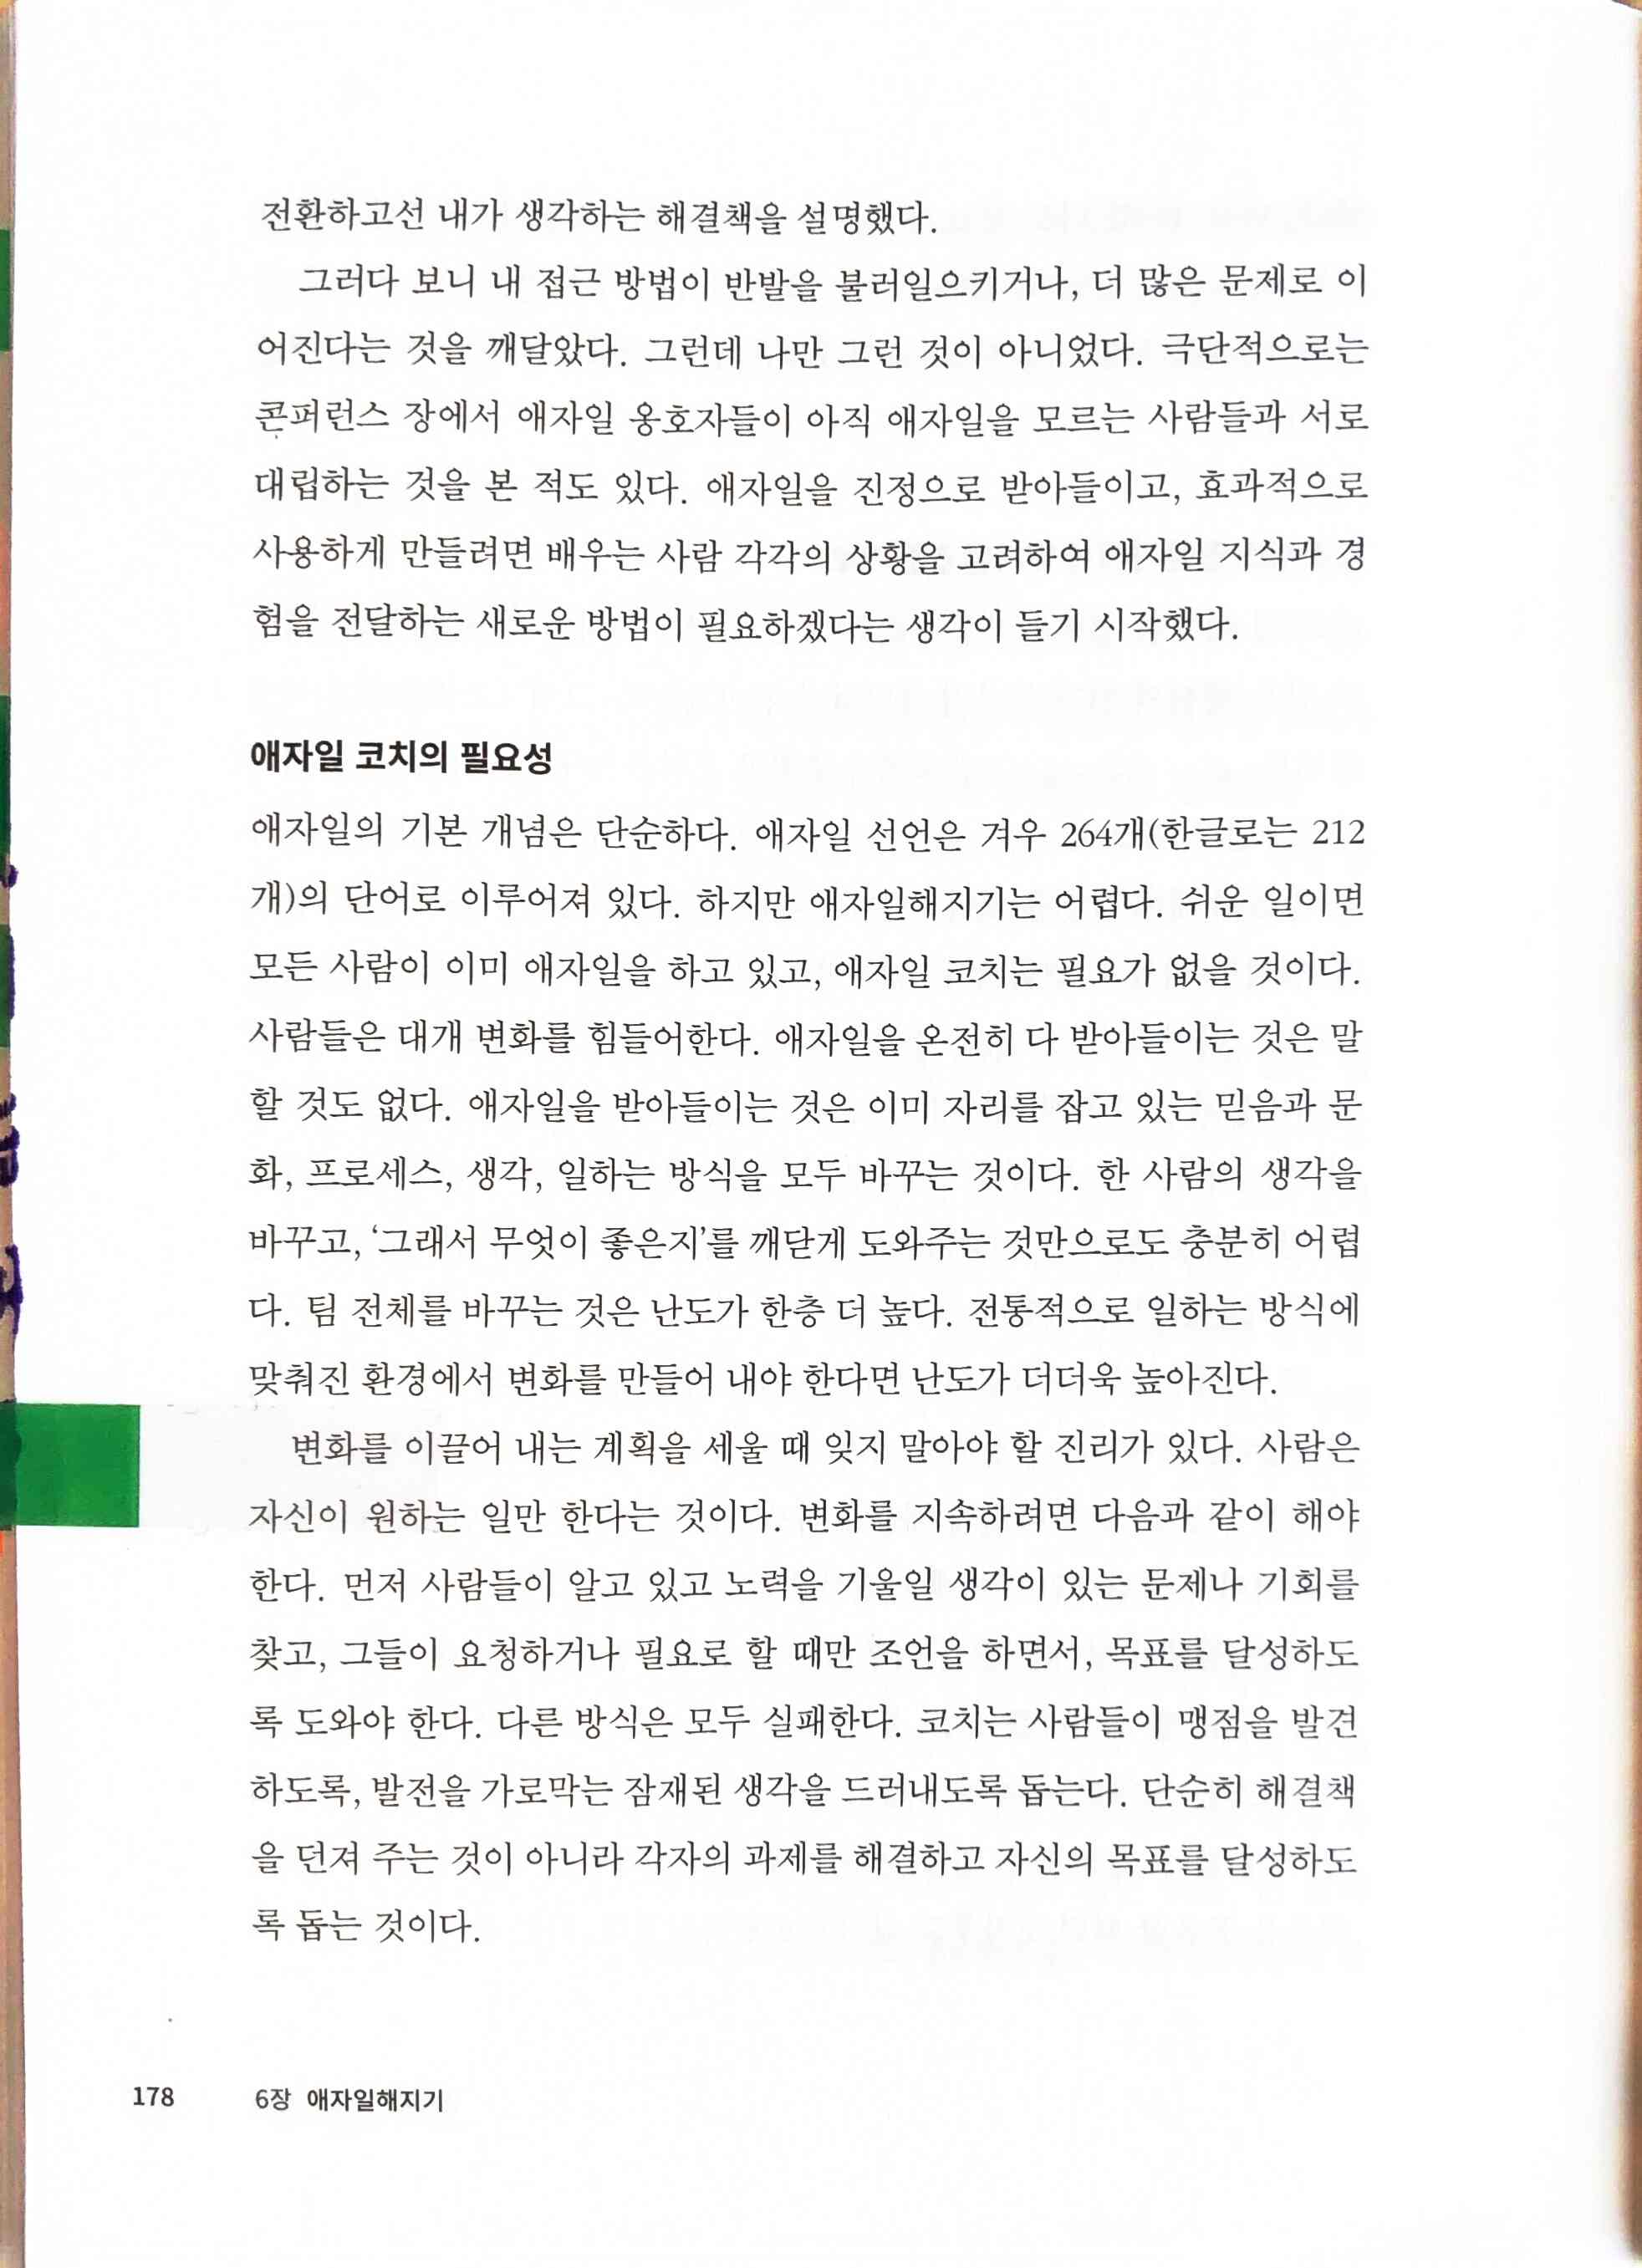 전환하고선 내가 생각하는 해결책을 설명했다.
그러다 보니 내 접근 방법이 반발을 불러일으키거나, 더 많은 문제로 이
어진다는 것을 깨달았다. 그런데 나만 그런 것이 아니었다. 극단적으로는
콘퍼런스 장에서 애자일 옹호자들이 아직 애자일을 모르는 사람들과 서로
대립하는 것을 본 적도 있다. 애자일을 진정으로 받아들이고, 효과적으로
사용하게 만들려면 배우는 사람 각각의 상황을 고려하여 애자일 지식과 경
험을 전달하는 새로운 방법이 필요하겠다는 생각이 들기 시작했다.
애자일 코치의 필요성
애자일의 기본 개념은 단순하다. 애자일 선언은 겨우 264개(한글로는 212
개)의 단어로 이루어져 있다. 하지만 애자일해지기는 어렵다. 쉬운 일이면
모든 사람이 이미 애자일을 하고 있고, 애자일 코치는 필요가 없을 것이다.
사람들은 대개 변화를 힘들어한다. 애자일을 온전히 다 받아들이는 것은 말
할 것도 없다. 애자일을 받아들이는 것은 이미 자리를 잡고 있는 믿음과 문
화, 프로세스, 생각, 일하는 방식을 모두 바꾸는 것이다. 한 사람의 생각을
바꾸고, ‘그래서 무엇이 좋은지’를 깨닫게 도와주는 것만으로도 충분히 어렵
다. 팀 전체를 바꾸는 것은 난도가 한층 더 높다. 전통적으로 일하는 방식에
맞춰진 환경에서 변화를 만들어 내야 한다면 난도가 더더욱 높아진다.
변화를 이끌어 내는 계획을 세울 때 잊지 말아야 할 진리가 있다. 사람은
자신이 원하는 일만 한다는 것이다. 변화를 지속하려면 다음과 같이 해야
한다. 먼저 사람들이 알고 있고 노력을 기울일 생각이 있는 문제나 기회를
찾고, 그들이 요청하거나 필요로 할 때만 조언을 하면서, 목표를 달성하도
록 도와야 한다. 다른 방식은 모두 실패한다. 코치는 사람들이 맹점을 발견
하도록, 발전을 가로막는 잠재된 생각을 드러내도록 돕는다. 단순히 해결책
을 던져 주는 것이 아니라 각자의 과제를 해결하고 자신의 목표를 달성하도
록 돕는 것이다.
178 6장 애자일해지기